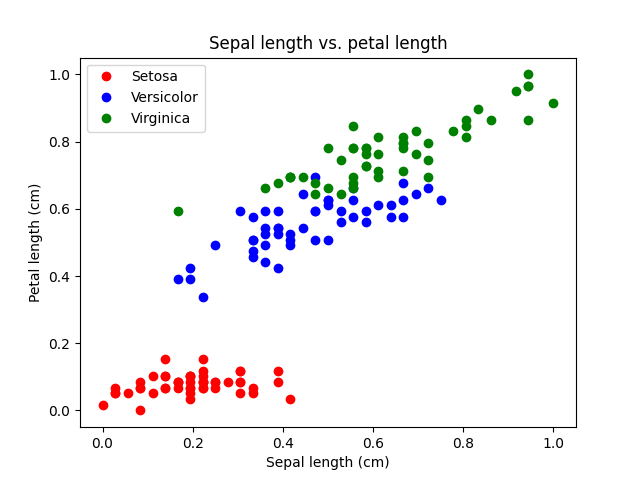 Sepal length vs. petal length
Setosa
Versicolor
Virginica
Petal length (cm)
1.0
0.8
0.6
0.4
0.2
0.0
0.0 0.2 0.4 0.6 0.8 1.0
Sepal length (cm)